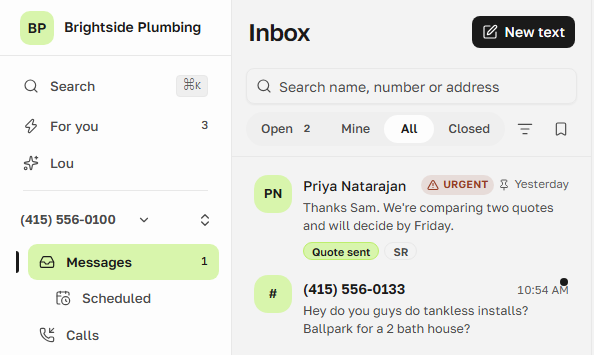 BP
Brightside Plumbing
Search
⌘K
For you
3
Lou
(415) 556-0100
Messages
1
Scheduled
Calls
Inbox
New text
Search name, number or address
Open 2
Mine
All
Closed
PN
Priya Natarajan
URGENT
Yesterday
Thanks Sam. We're comparing two quotes
and will decide by Friday.
Quote sent
SR
#
(415) 556-0133
10:54 AM
Hey do you guys do tankless installs?
Ballpark for a 2 bath house?